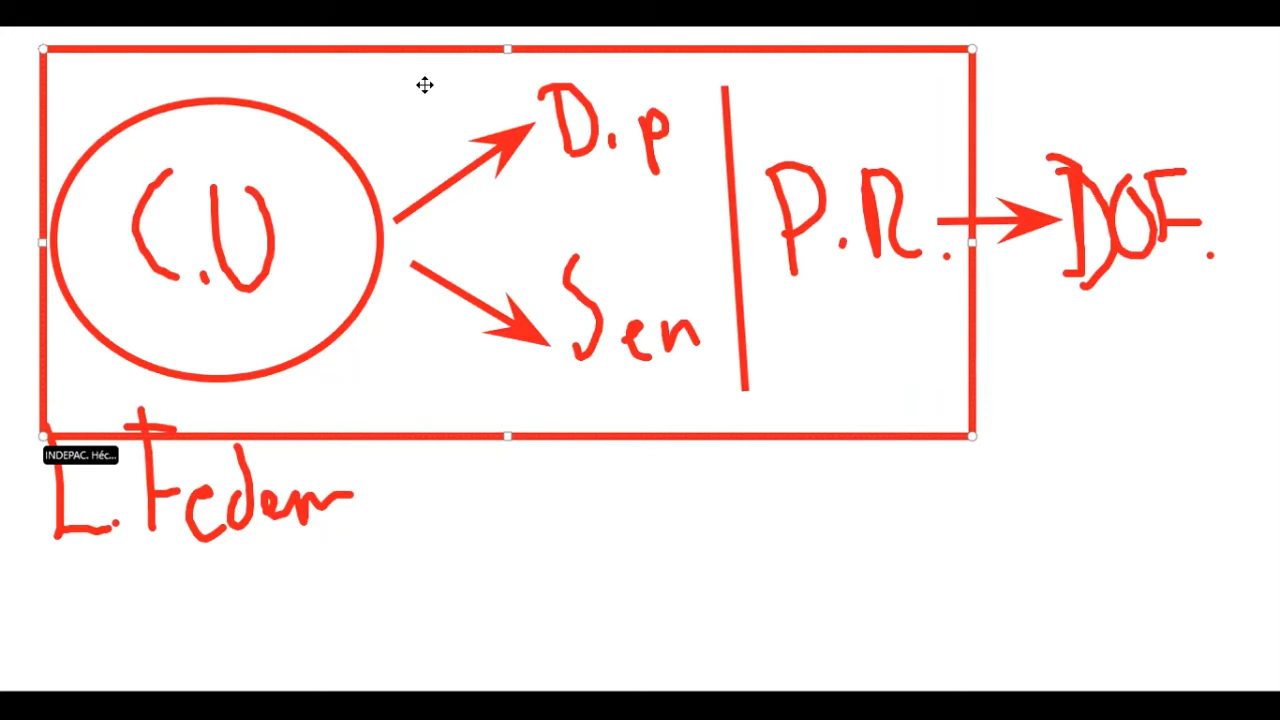 C.U
D.p
Sen
P.R.
DOF.
INDEPAC. Héc...
L. Feder